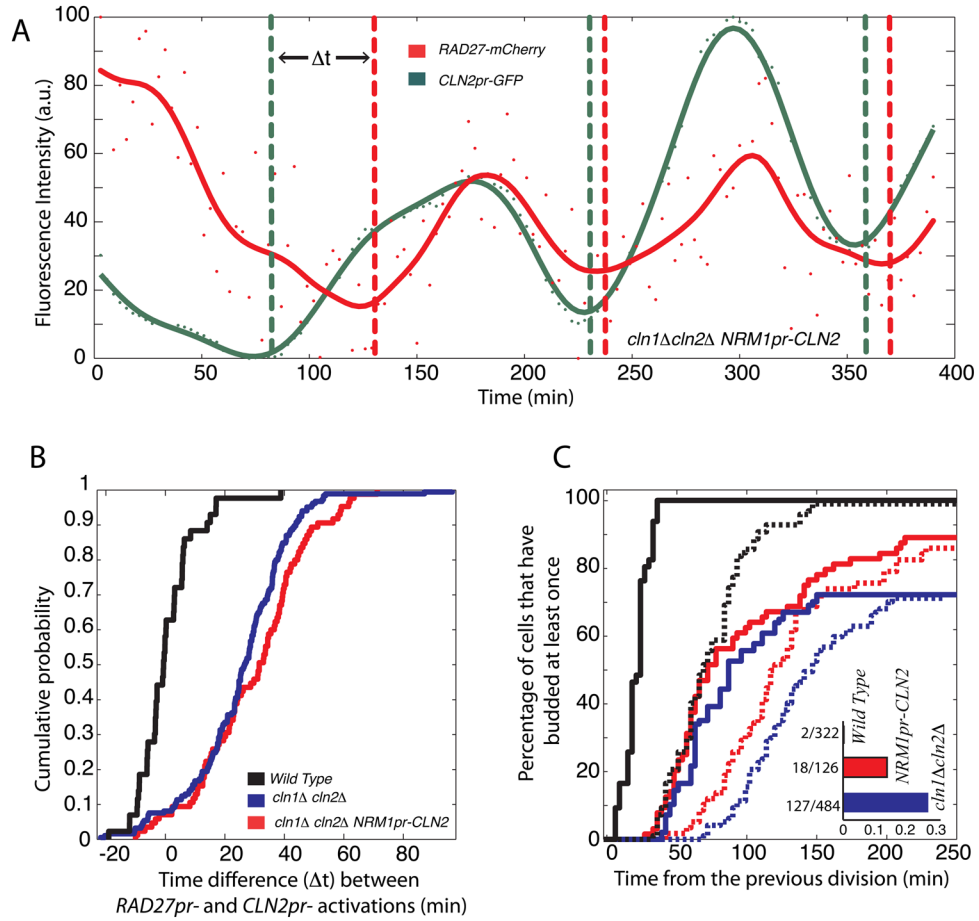 A
Fluorescence Intensity (a.u.)
100
80
60
40
20
0
Δt
RAD27-mCherry
CLN2pr-GFP
cln1Δcln2Δ NRM1pr-CLN2
0 50 100 150 200 250 300 350 400
Time (min)
B
Cumulative probability
1
0.9
0.8
0.7
0.6
0.5
0.4
0.3
0.2
0.1
0
Wild Type
cln1Δ cln2Δ
cln1Δ cln2Δ NRM1pr-CLN2
-20 0 20 40 60 80
Time difference (Δt) between
RAD27pr- and CLN2pr- activations (min)
C
Percentage of cells that have
budded at least once
100
80
60
40
20
0
2/322
18/126
127/484
Wild Type
NRM1pr-CLN2
cln1Δcln2Δ
0 0.1 0.2 0.3
0 50 100 150 200 250
Time from the previous division (min)